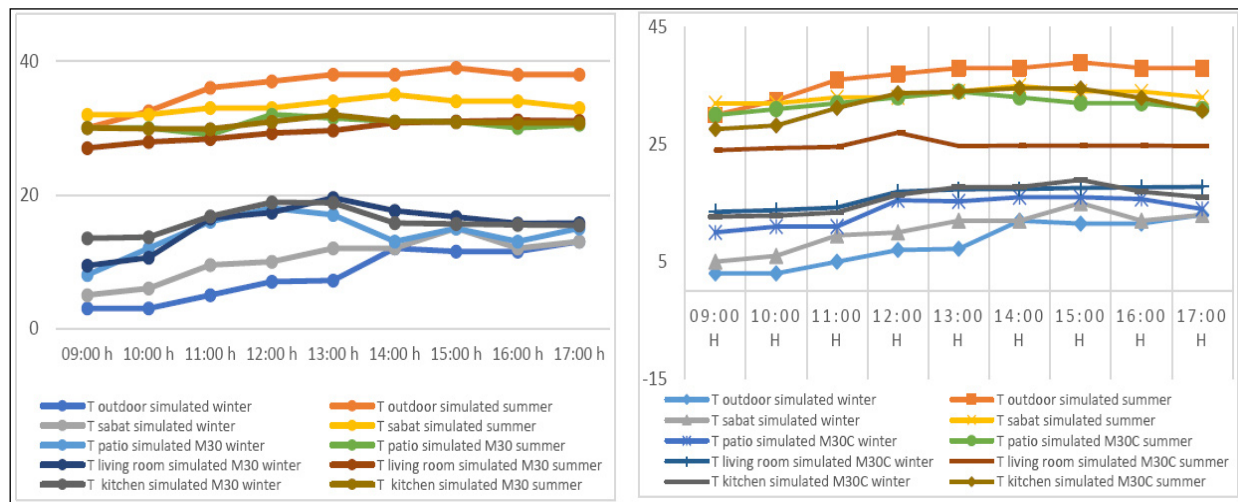 40
20
0
09:00 h 10:00 h 11:00 h 12:00 h 13:00 h 14:00 h 15:00 h 16:00 h 17:00 h
T outdoor simulated winter
T outdoor simulated summer
T sabat simulated winter
T sabat simulated summer
T patio simulated M30 winter
T patio simulated M30 summer
T living room simulated M30 winter
T living room simulated M30 summer
T kitchen simulated M30 winter
T kitchen simulated M30 summer
45
25
5
-15
09:00 10:00 11:00 12:00 13:00 14:00 15:00 16:00 17:00
H H H H H H H H H
T outdoor simulated winter
T outdoor simulated summer
T sabat simulated winter
T sabat simulated summer
T patio simulated M30C winter
T patio simulated M30C summer
T living room simulated M30C winter
T living room simulated M30C summer
T kitchen simulated M30C winter
T kitchen simulated M30C summer